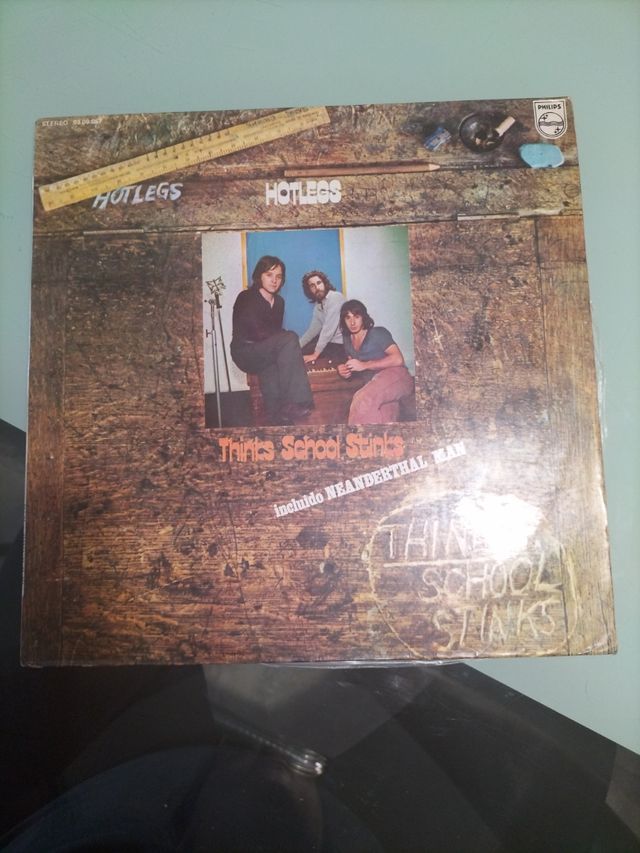 STEREO
PHILIPS
HOTLEGS
HOTLEGS
Thinks School Stinks
incluido NEANDERTHAL MAN
SCHOOL
STINKS